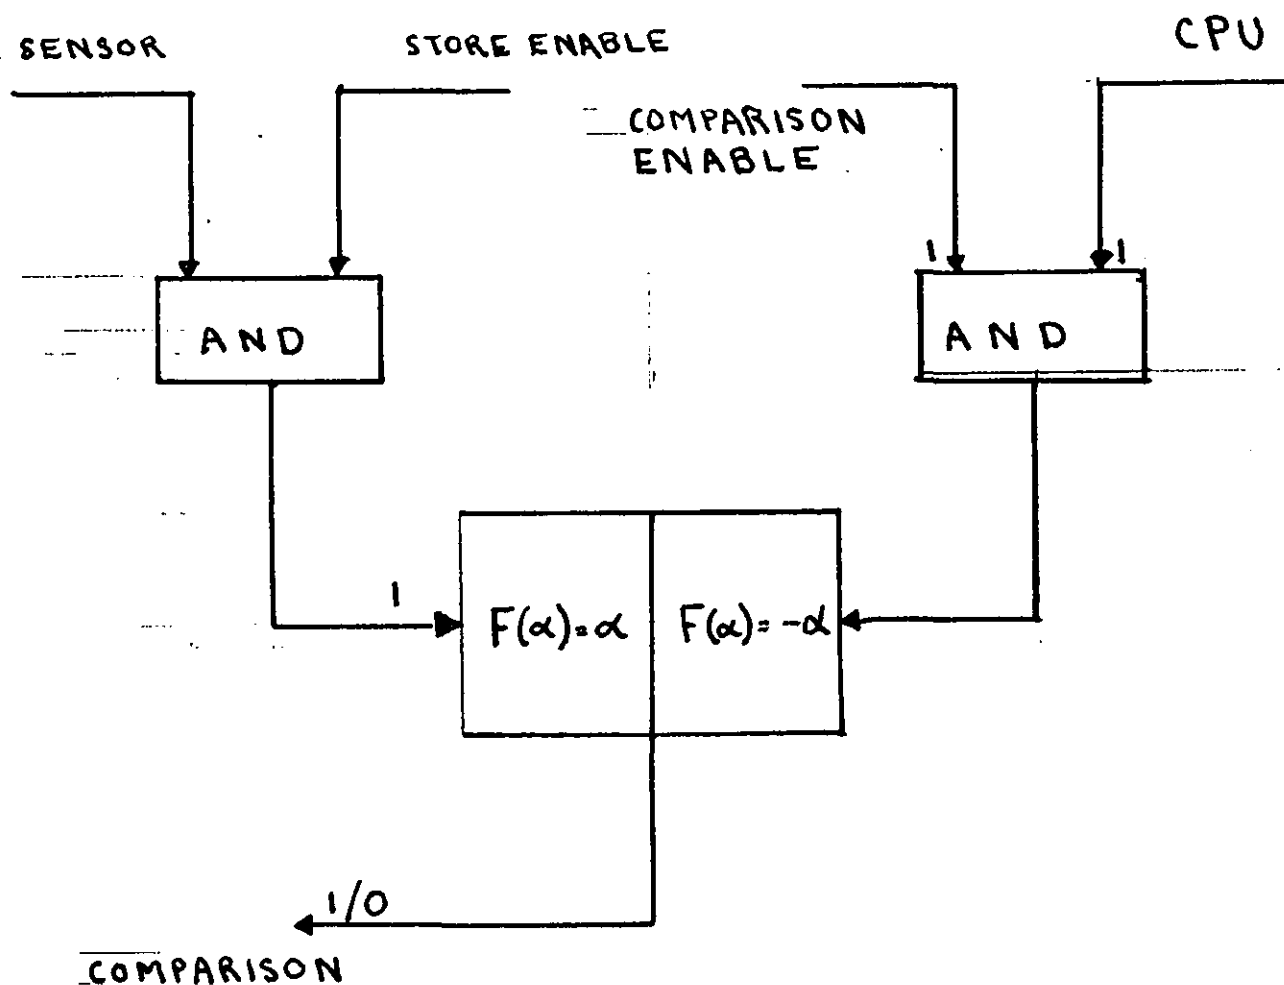 SENSOR
STORE ENABLE
CPU
COMPARISON
ENABLE
1
1
AND
AND
1
F(α)=α
F(α)=-α
1/0
COMPARISON